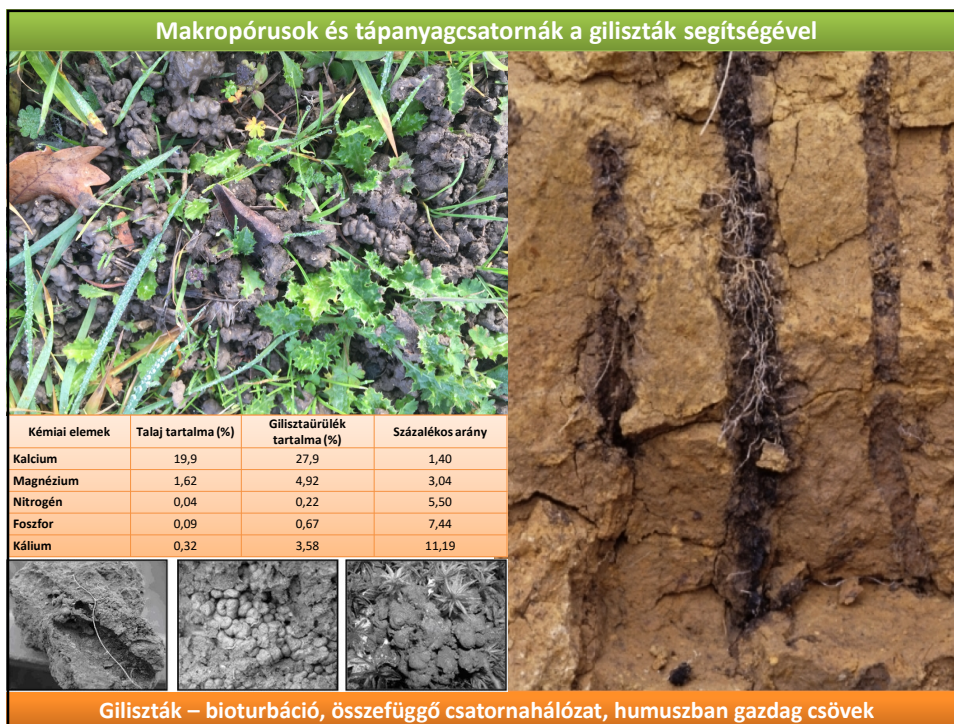 Makropórusok és tápanyagcsatornák a giliszták segítségével
Kémiai elemek Talaj tartalma (%) Gilisztaürülék tartalma (%) Százalékos arány
Kalcium 19,9 27,9 1,40
Magnézium 1,62 4,92 3,04
Nitrogén 0,04 0,22 5,50
Foszfor 0,09 0,67 7,44
Kálium 0,32 3,58 11,19
Giliszták – bioturbáció, összefüggő csatornahálózat, humuszban gazdag csövek